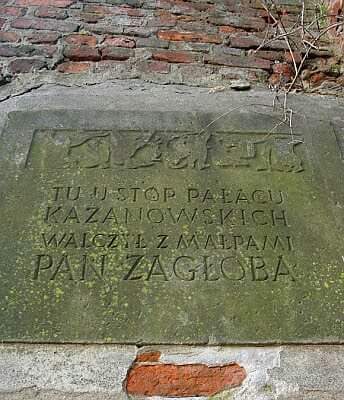 TU U STÓP PAŁACU
KAZANOWSKICH
WALCZYŁ Z MAŁPAMI
PAN ZAGŁOBA